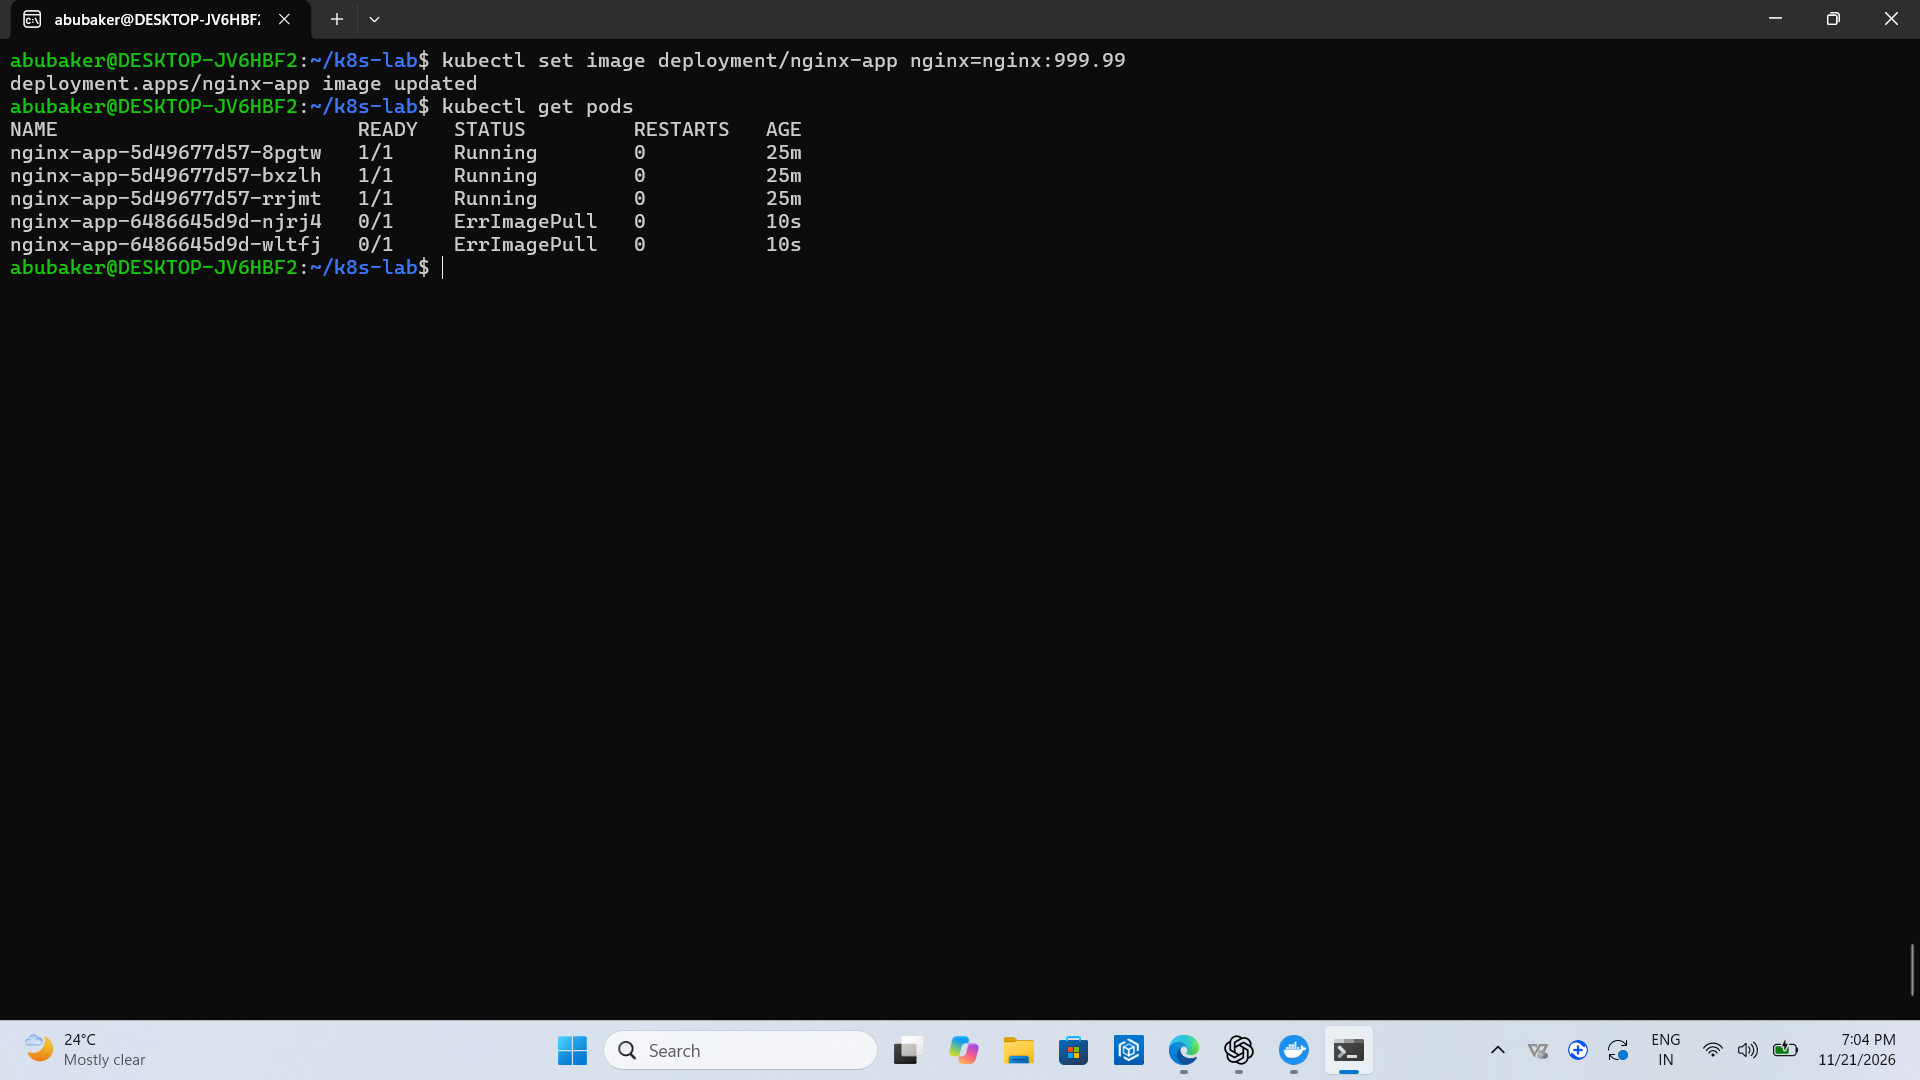 abubaker@DESKTOP-JV6HBF2
abubaker@DESKTOP-JV6HBF2:~/k8s-lab$ kubectl set image deployment/nginx-app nginx=nginx:999.99
deployment.apps/nginx-app image updated
abubaker@DESKTOP-JV6HBF2:~/k8s-lab$ kubectl get pods
NAME READY STATUS RESTARTS AGE
nginx-app-5d49677d57-8pgtw 1/1 Running 0 25m
nginx-app-5d49677d57-bxzlh 1/1 Running 0 25m
nginx-app-5d49677d57-rrjmt 1/1 Running 0 25m
nginx-app-6486645d9d-njrj4 0/1 ErrImagePull 0 10s
nginx-app-6486645d9d-wltfj 0/1 ErrImagePull 0 10s
abubaker@DESKTOP-JV6HBF2:~/k8s-lab$
24°C
Mostly clear
Search
ENG
IN
7:04 PM
11/21/2026